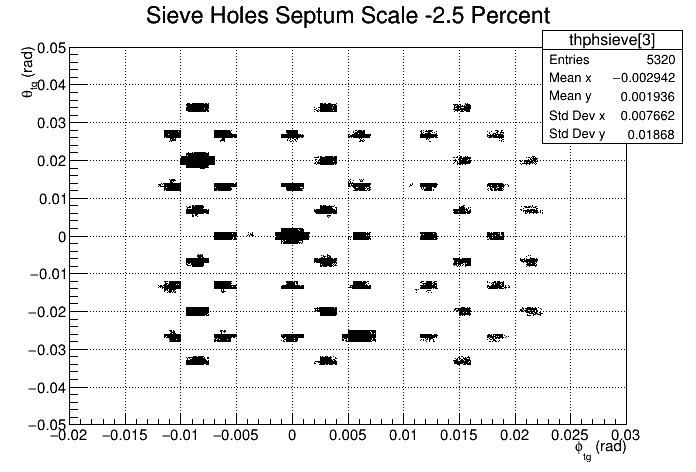 Sieve Holes Septum Scale -2.5 Percent
thphsieve[3]
Entries 5320
Mean x −0.002942
Mean y 0.001936
Std Dev x 0.007662
Std Dev y 0.01868
θtg (rad)
0.05
0.04
0.03
0.02
0.01
0
−0.01
−0.02
−0.03
−0.04
−0.05
−0.02 −0.015 −0.01 −0.005 0 0.005 0.01 0.015 0.02 0.025 0.03
ϕtg (rad)